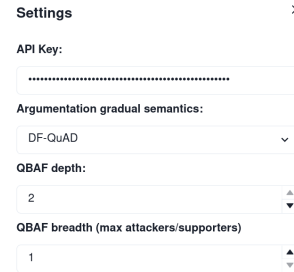 Settings
API Key:
••••••••••••••••••••••••••••••••••••••••••••••••••••
Argumentation gradual semantics:
DF-QuAD
QBAF depth:
2
QBAF breadth (max attackers/supporters)
1